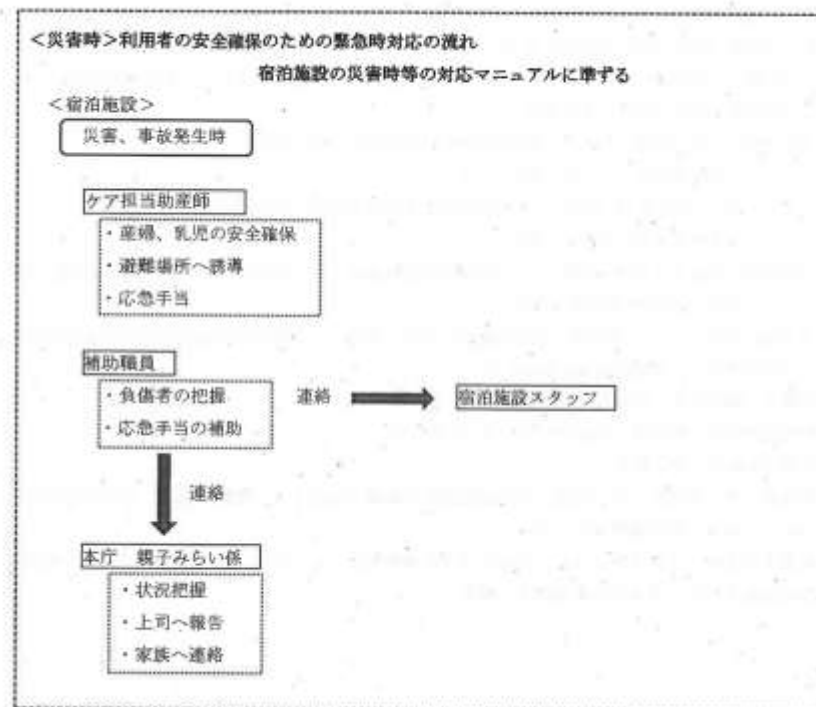 ＜災害時＞利用者の安全確保のための緊急時対応の流れ
宿泊施設の災害時等の対応マニュアルに準ずる
＜宿泊施設＞
災害、事故発生時
ケア担当助産師
・産婦、乳児の安全確保
・避難場所へ誘導
・応急手当
補助職員
・負傷者の把握
・応急手当の補助
連絡
宿泊施設スタッフ
連絡
本庁　親子みらい係
・状況把握
・上司へ報告
・家族へ連絡